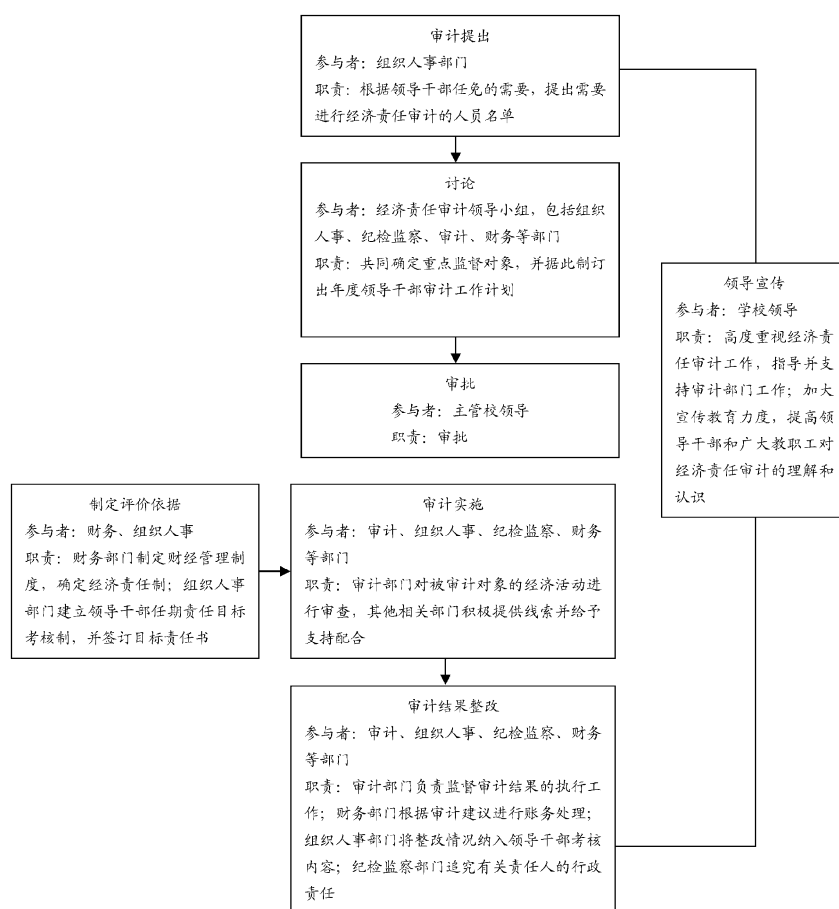 审计提出
参与者：组织人事部门
职责：根据领导干部任免的需要，提出需要
进行经济责任审计的人员名单
讨论
参与者：经济责任审计领导小组，包括组织
人事、纪检监察、审计、财务等部门
职责：共同确定重点监督对象，并据此制订
出年度领导干部审计工作计划
领导宣传
参与者：学校领导
职责：高度重视经济责
任审计工作，指导并支
持审计部门工作；加大
宣传教育力度，提高领
导干部和广大教职工对
经济责任审计的理解和
认识
审批
参与者：主管校领导
职责：审批
制定评价依据
参与者：财务、组织人事
职责：财务部门制定财经管理制
度，确定经济责任制；组织人事
部门建立领导干部任期责任目标
考核制，并签订目标责任书
审计实施
参与者：审计、组织人事、纪检监察、财务
等部门
职责：审计部门对被审计对象的经济活动进
行审查，其他相关部门积极提供线索并给予
支持配合
审计结果整改
参与者：审计、组织人事、纪检监察、财务
等部门
职责：审计部门负责监督审计结果的执行工
作；财务部门根据审计建议进行账务处理；
组织人事部门将整改情况纳入领导干部考核
内容；纪检监察部门追究有关责任人的行政
责任